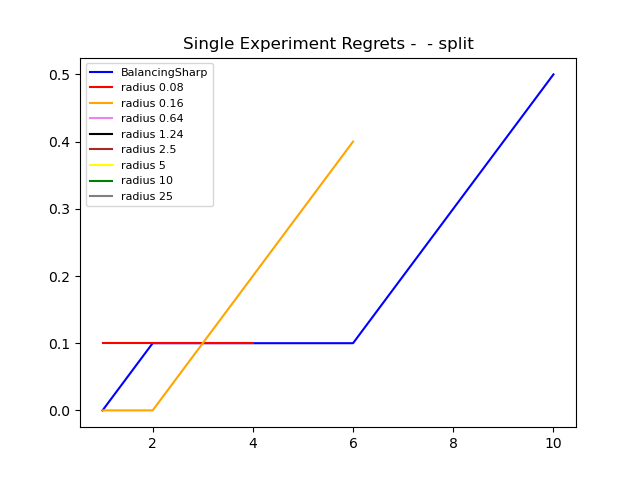 Single Experiment Regrets -  - split
BalancingSharp
radius 0.08
radius 0.16
radius 0.64
radius 1.24
radius 2.5
radius 5
radius 10
radius 25
0.5
0.4
0.3
0.2
0.1
0.0
2 4 6 8 10